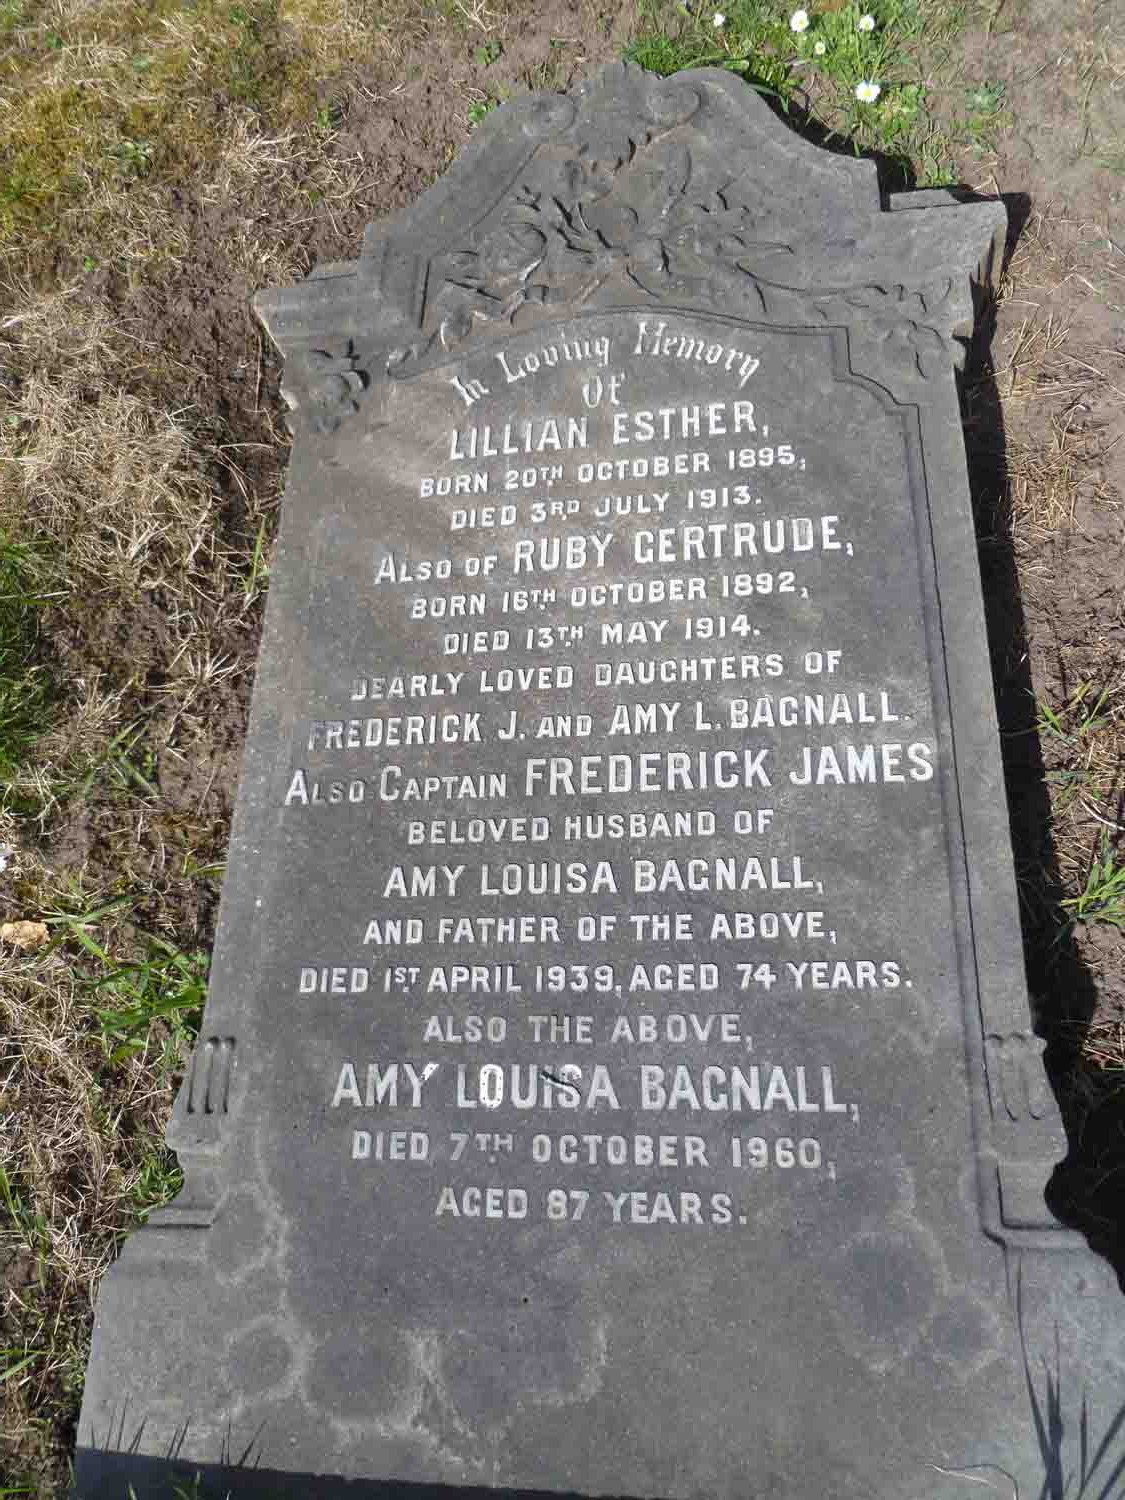 In Loving Memory
Of
LILLIAN ESTHER,
BORN 20TH OCTOBER 1895,
DIED 3RD JULY 1913.
ALSO OF RUBY GERTRUDE,
BORN 16TH OCTOBER 1892,
DIED 13TH MAY 1914.
DEARLY LOVED DAUGHTERS OF
FREDERICK J. AND AMY L. BAGNALL.
ALSO CAPTAIN FREDERICK JAMES
BELOVED HUSBAND OF
AMY LOUISA BAGNALL,
AND FATHER OF THE ABOVE,
DIED 1ST APRIL 1939, AGED 74 YEARS.
ALSO THE ABOVE,
AMY LOUISA BAGNALL,
DIED 7TH OCTOBER 1960,
AGED 87 YEARS.